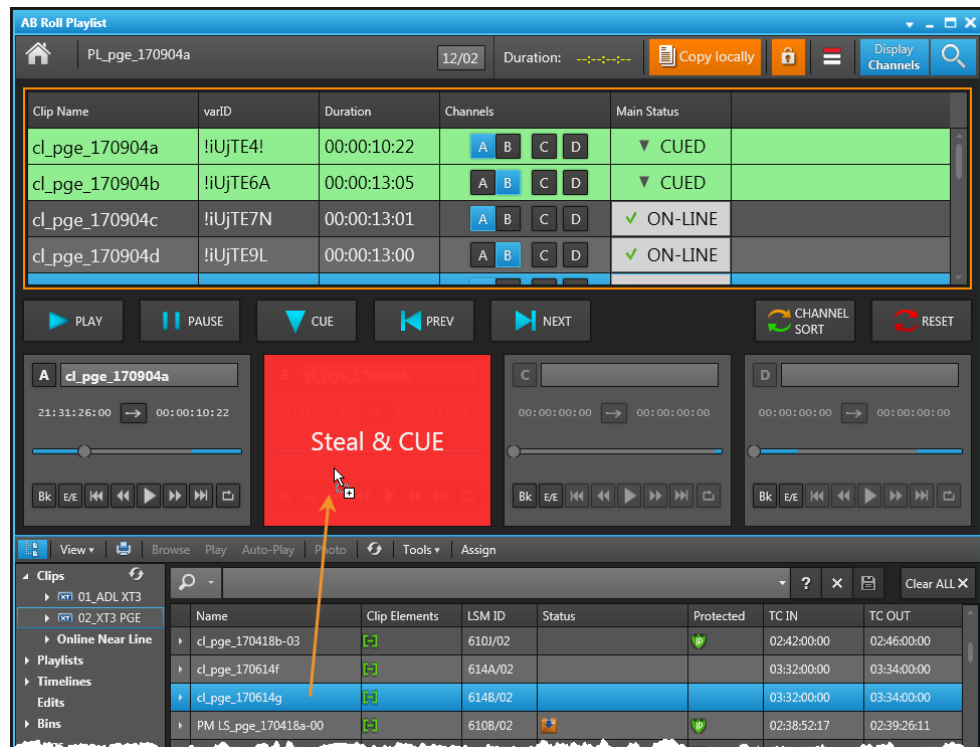 AB Roll Playlist
PL_pge_170904a 12/02 Duration: --:--:--:-- Copy locally Display Channels
Clip Name varID Duration Channels Main Status
cl_pge_170904a !iUjTE4! 00:00:10:22 A B C D CUED
cl_pge_170904b !iUjTE6A 00:00:13:05 A B C D CUED
cl_pge_170904c !iUjTE7N 00:00:13:01 A B C D ON-LINE
cl_pge_170904d !iUjTE9L 00:00:13:00 A B C D ON-LINE
PLAY PAUSE CUE PREV NEXT CHANNEL SORT RESET
A cl_pge_170904a B cl_pge_170904b C D
21:31:26:00 00:00:10:22 00:00:00:00 00:00:00:00 00:00:00:00 00:00:00:00
Steal & CUE
Bk E/E Bk E/E Bk E/E
View Browse Play Auto-Play Photo Tools Assign
Clips ? Clear ALL X
XT 01_ADL XT3
XT 02_XT3 PGE Name Clip Elements LSM ID Status Protected TC IN TC OUT
Online Near Line cl_pge_170418b-03 610J/02 IP 02:42:00:00 02:46:00:00
Playlists cl_pge_170614f 614A/02 03:32:00:00 03:34:00:00
Timelines
Edits cl_pge_170614g 614B/02 03:32:00:00 03:34:00:00
Bins PM LS_pge_170418a-00 610B/02 IP 02:38:52:17 02:39:26:11